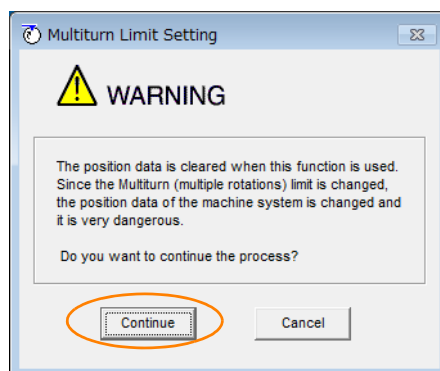 Multiturn Limit Setting
WARNING
The position data is cleared when this function is used.
Since the Multiturn (multiple rotations) limit is changed,
the position data of the machine system is changed and
it is very dangerous.
Do you want to continue the process?
Continue
Cancel